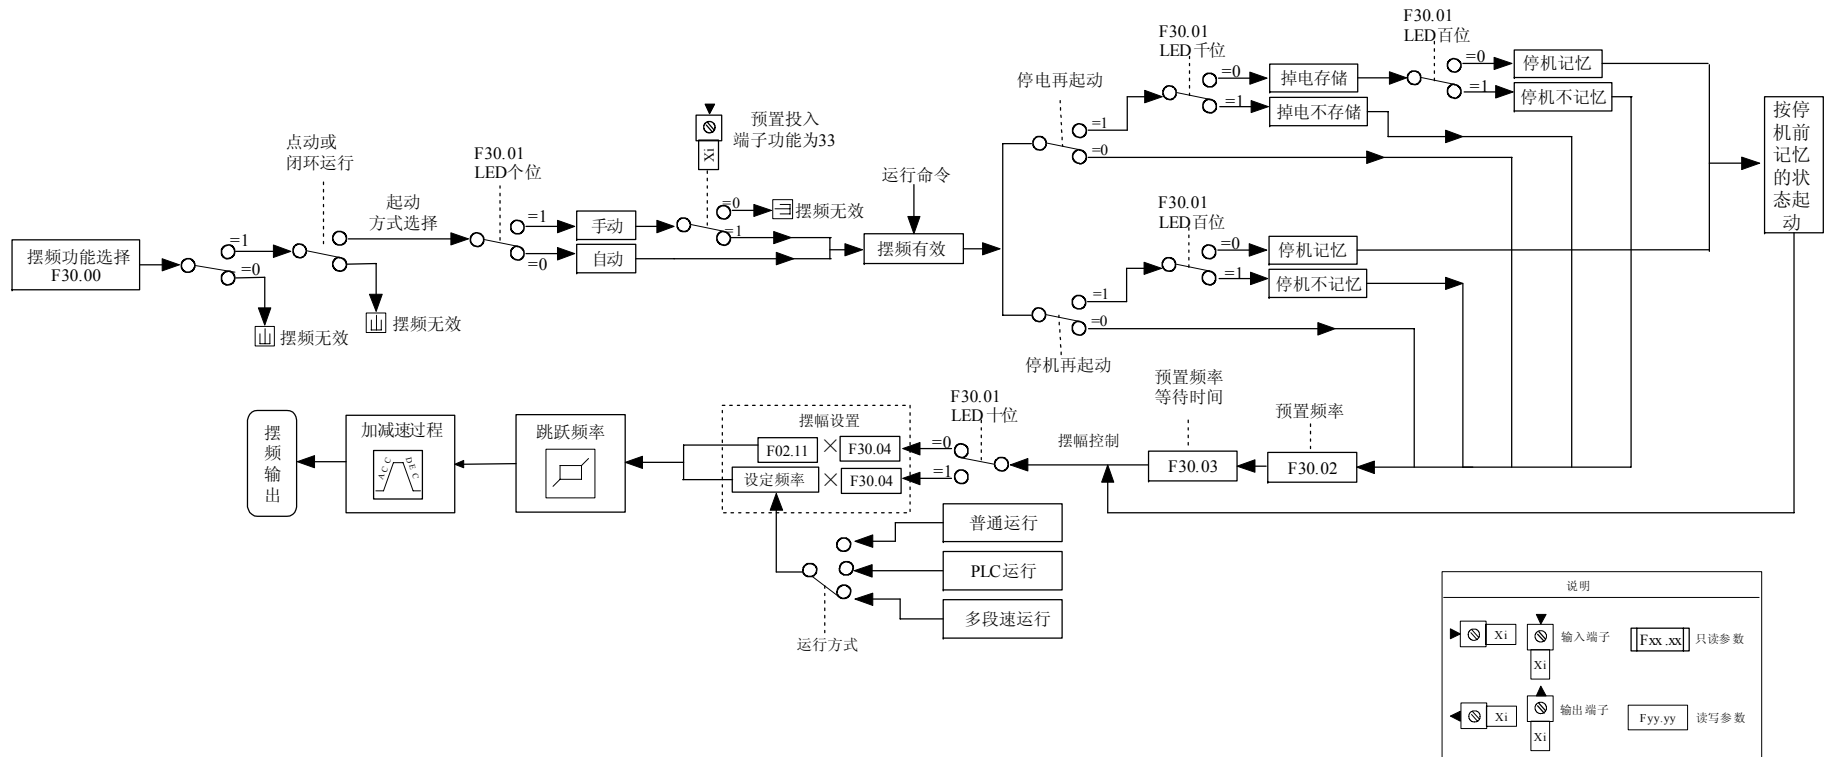 摆频功能选择
F30.00
=1
=0
摆频无效
点动或
闭环运行
摆频无效
起动
方式选择
F30.01
LED个位
=1
=0
手动
自动
Xi
预置投入
端子功能为33
=0
=1
摆频无效
运行命令
摆频有效
停电再起动
=1
=0
F30.01
LED千位
=0
=1
掉电存储
掉电不存储
F30.01
LED百位
=0
=1
停机记忆
停机不记忆
停机再起动
=1
=0
F30.01
LED百位
=0
=1
停机记忆
停机不记忆
按停
机前
记忆
的状
态起
动
预置频率
F30.02
预置频率
等待时间
F30.03
摆幅控制
F30.01
LED十位
=0
=1
摆幅设置
F02.11 × F30.04
设定频率 × F30.04
普通运行
PLC运行
多段速运行
运行方式
跳跃频率
加减速过程
ACC
DEC
摆
频
输
出
说明
Xi
Xi
输入端子
Fxx.xx
只读参数
Xi
Xi
输出端子
Fyy.yy
读写参数